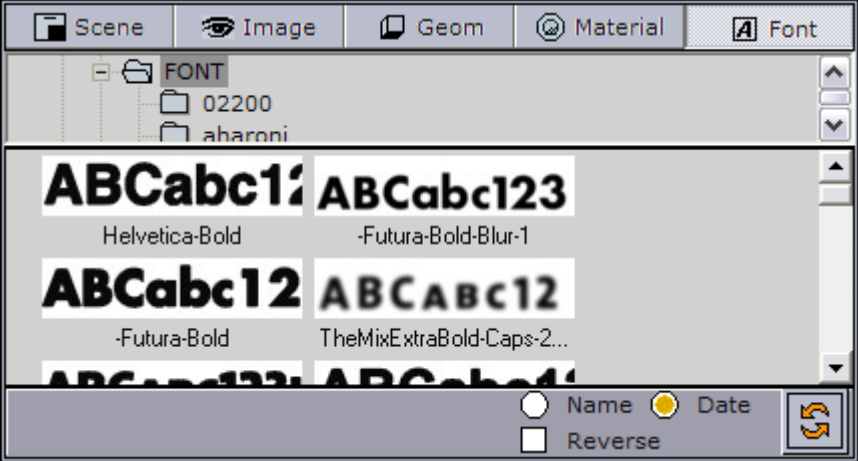 Scene Image Geom Material A Font
FONT
02200
aharoni
ABCabc12 ABCabc123
Helvetica-Bold -Futura-Bold-Blur-1
ABCabc12 ABCABC12
-Futura-Bold TheMixExtraBold-Caps-2...
Name Date
Reverse